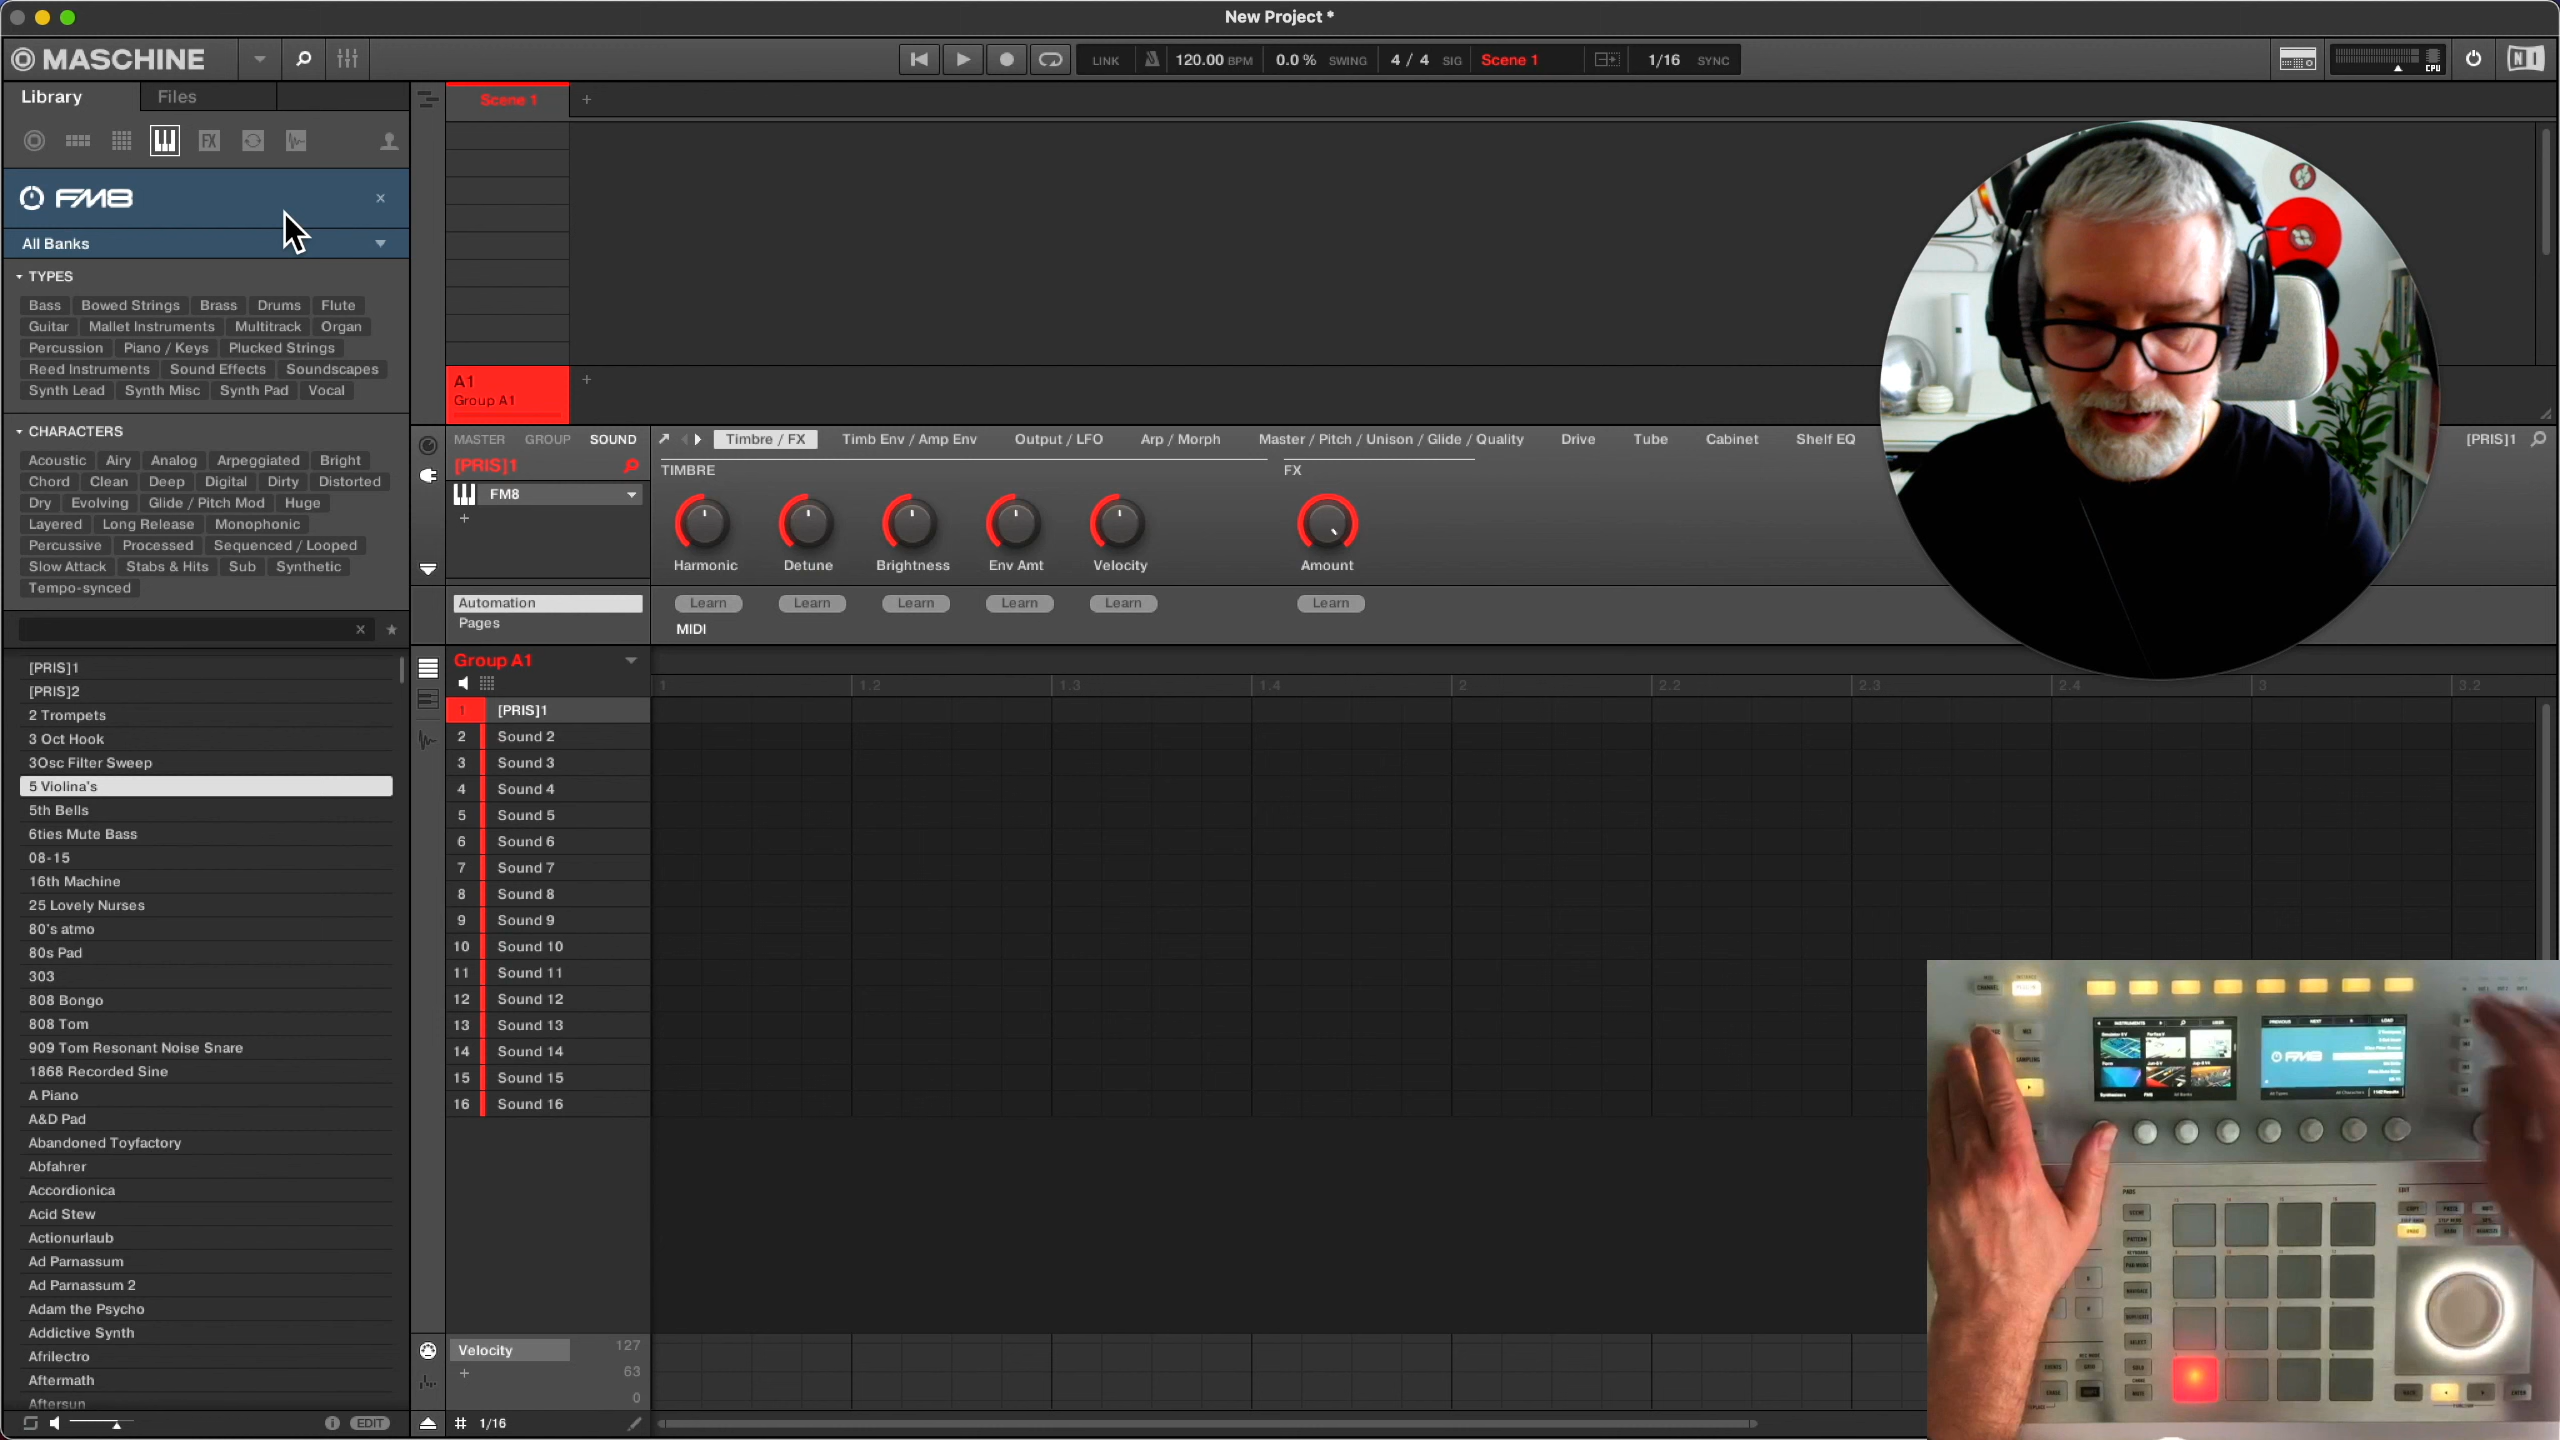 New Project *
MASCHINE
LINK 120.00 BPM 0.0 % SWING 4 / 4 SIG Scene 1 1/16 SYNC
CPU
Library Files
Scene 1 +
FX
FM8 ×
All Banks
TYPES
Bass Bowed Strings Brass Drums Flute
Guitar Mallet Instruments Multitrack Organ
Percussion Piano / Keys Plucked Strings
Reed Instruments Sound Effects Soundscapes
Synth Lead Synth Misc Synth Pad Vocal
CHARACTERS
Acoustic Airy Analog Arpeggiated Bright
Chord Clean Deep Digital Dirty Distorted
Dry Evolving Glide / Pitch Mod Huge
Layered Long Release Monophonic
Percussive Processed Sequenced / Looped
Slow Attack Stabs & Hits Sub Synthetic
Tempo-synced
[PRIS]1
[PRIS]2
2 Trompets
3 Oct Hook
3Osc Filter Sweep
5 Violina's
5th Bells
6ties Mute Bass
08-15
16th Machine
25 Lovely Nurses
80's atmo
80s Pad
303
808 Bongo
808 Tom
909 Tom Resonant Noise Snare
1868 Recorded Sine
A Piano
A&D Pad
Abandoned Toyfactory
Abfahrer
Accordionica
Acid Stew
Actionurlaub
Ad Parnassum
Ad Parnassum 2
Adam the Psycho
Addictive Synth
Afrilectro
Aftermath
Aftersun
EDIT
A1 +
Group A1
MASTER GROUP SOUND
[PRIS]1
FM8
+
Automation
Pages
Timbre / FX Timb Env / Amp Env Output / LFO Arp / Morph Master / Pitch / Unison / Glide / Quality Drive Tube Cabinet Shelf EQ [PRIS]1
TIMBRE FX
Harmonic Detune Brightness Env Amt Velocity Amount
Learn Learn Learn Learn Learn Learn
MIDI
Group A1
1 1.2 1.3 1.4 2 2.2 2.3 2.4 3 3.2
1 [PRIS]1
2 Sound 2
3 Sound 3
4 Sound 4
5 Sound 5
6 Sound 6
7 Sound 7
8 Sound 8
9 Sound 9
10 Sound 10
11 Sound 11
12 Sound 12
13 Sound 13
14 Sound 14
15 Sound 15
16 Sound 16
Velocity 127
+ 63
0
1/16
INSTRUMENTS
PREVIOUS NEXT LOAD
FM8